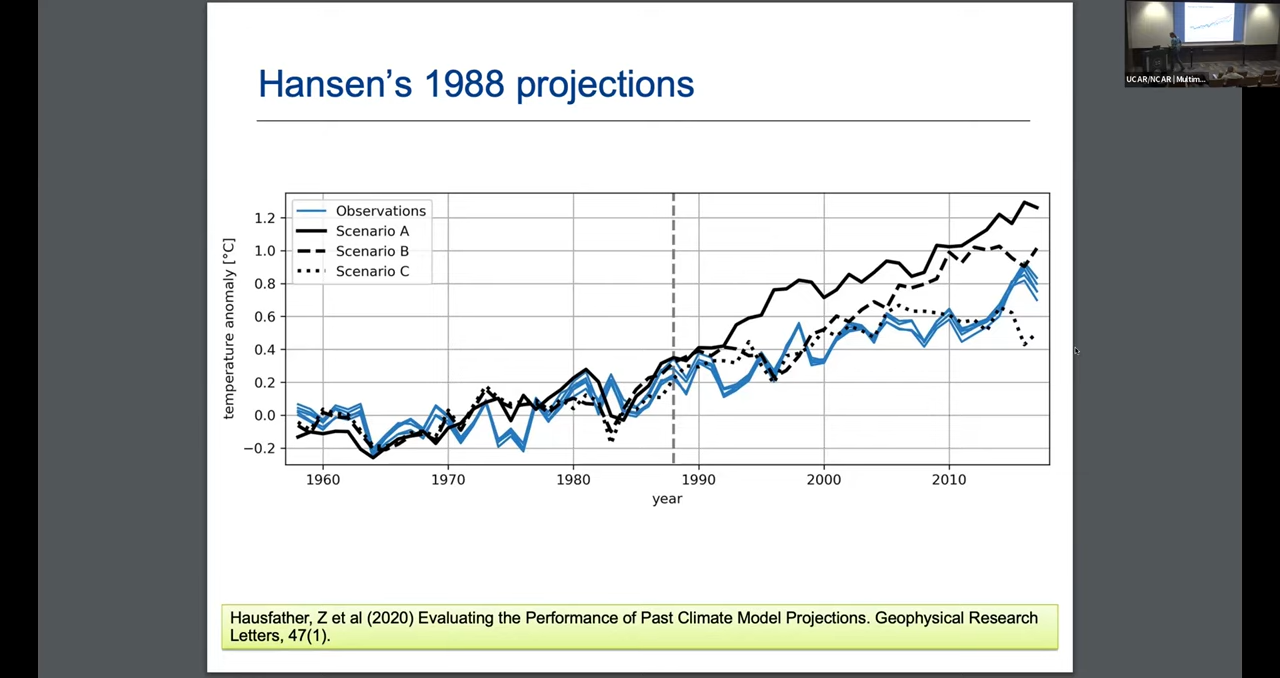 Hansen's 1988 projections
UCAR/NCAR | Multim...
Observations
Scenario A
Scenario B
Scenario C
temperature anomaly [°C]
1.2
1.0
0.8
0.6
0.4
0.2
0.0
−0.2
1960
1970
1980
1990
2000
2010
year
Hausfather, Z et al (2020) Evaluating the Performance of Past Climate Model Projections. Geophysical Research
Letters, 47(1).